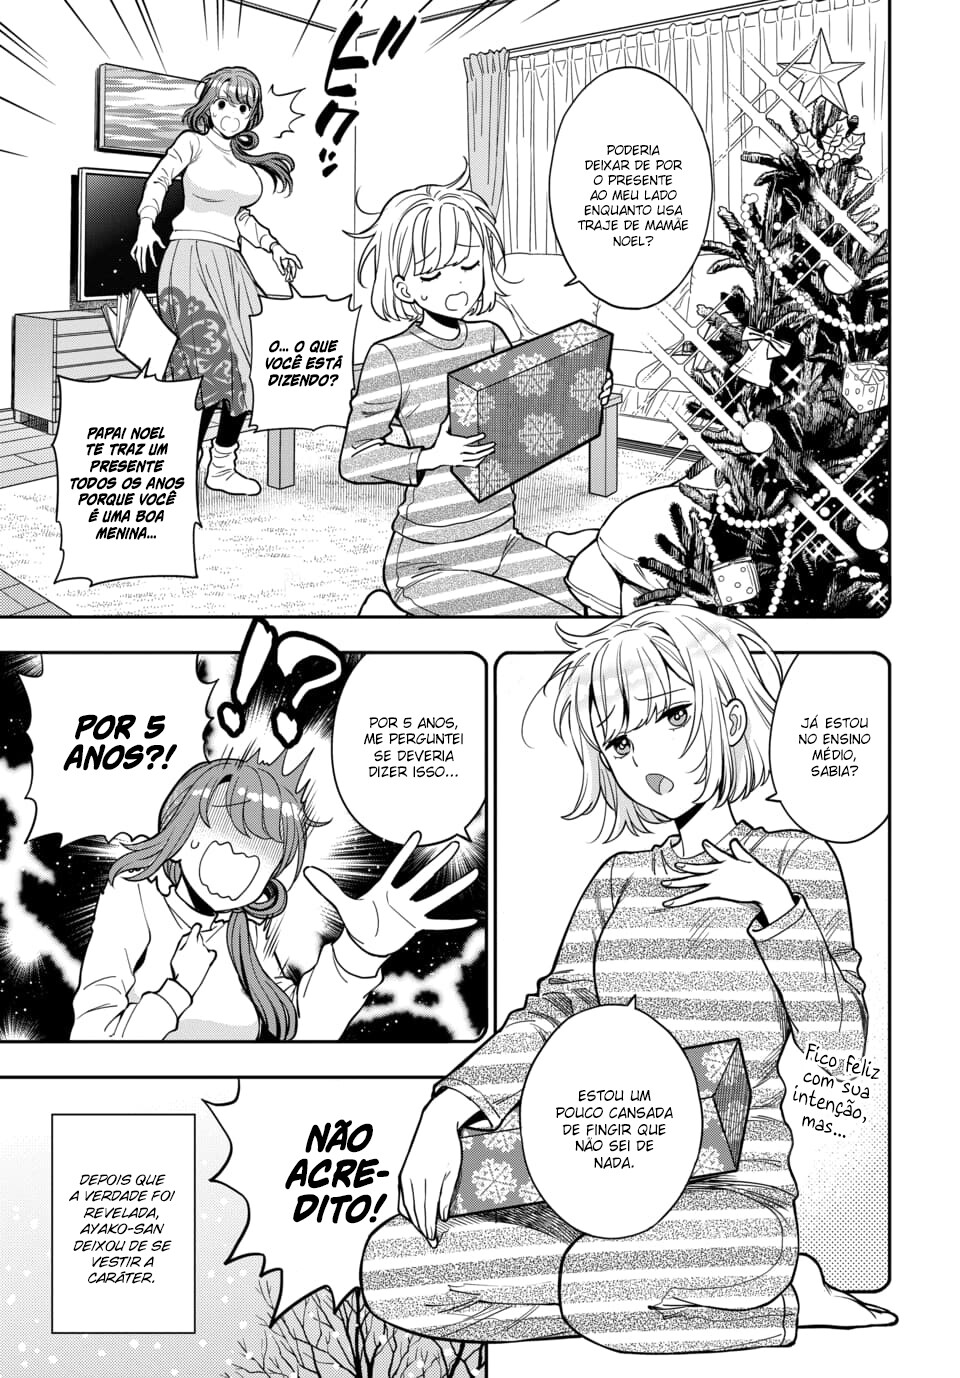 PODERIA
DEIXAR DE POR
O PRESENTE
AO MEU LADO
ENQUANTO USA
TRAJE DE MAMÃE
NOEL?
ビクッ
O... O QUE
VOCÊ ESTÁ
DIZENDO?
PAPAI NOEL
TE TRAZ UM
PRESENTE
TODOS OS ANOS
PORQUE VOCÊ
É UMA BOA
MENINA...
JÁ ESTOU
NO ENSINO
MÉDIO,
SABIA?
POR 5 ANOS,
ME PERGUNTEI
SE DEVERIA
DIZER ISSO...
!?
POR 5
ANOS?!
Fico feliz
com sua
intenção,
mas...
ESTOU UM
POUCO CANSADA
DE FINGIR QUE
NÃO SEI DE
NADA.
NÃO
ACRE-
DITO!
DEPOIS QUE
A VERDADE FOI
REVELADA,
AYAKO-SAN
DEIXOU DE SE
VESTIR A
CARÁTER.